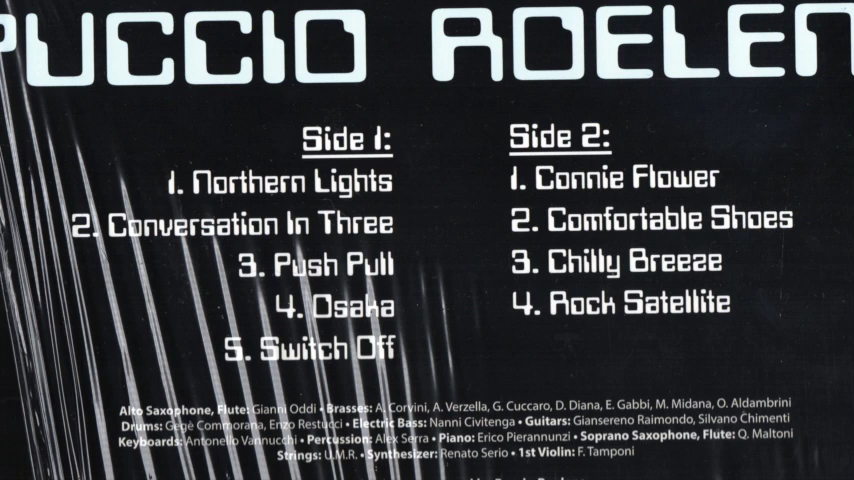 PUCCIO ROELEN
Side 1:
1. Northern Lights
2. Conversation In Three
3. Push Pull
4. Osaka
5. Switch Off
Side 2:
1. Connie Flower
2. Comfortable Shoes
3. Chilly Breeze
4. Rock Satellite
Alto Saxophone, Flute: Gianni Oddi • Brasses: A. Corvini, A. Verzella, G. Cuccaro, D. Diana, E. Gabbi, M. Midana, O. Aldambrini
Drums: Gegè Commorana, Enzo Restucci • Electric Bass: Nanni Civitenga • Guitars: Giansereno Raimondo, Silvano Chimenti
Keyboards: Antonello Vannucchi • Percussion: Alex Serra • Piano: Erico Pierannunzi • Soprano Saxophone, Flute: Q. Maltoni
Strings: U.M.R. • Synthesizer: Renato Serio • 1st Violin: F. Tamponi